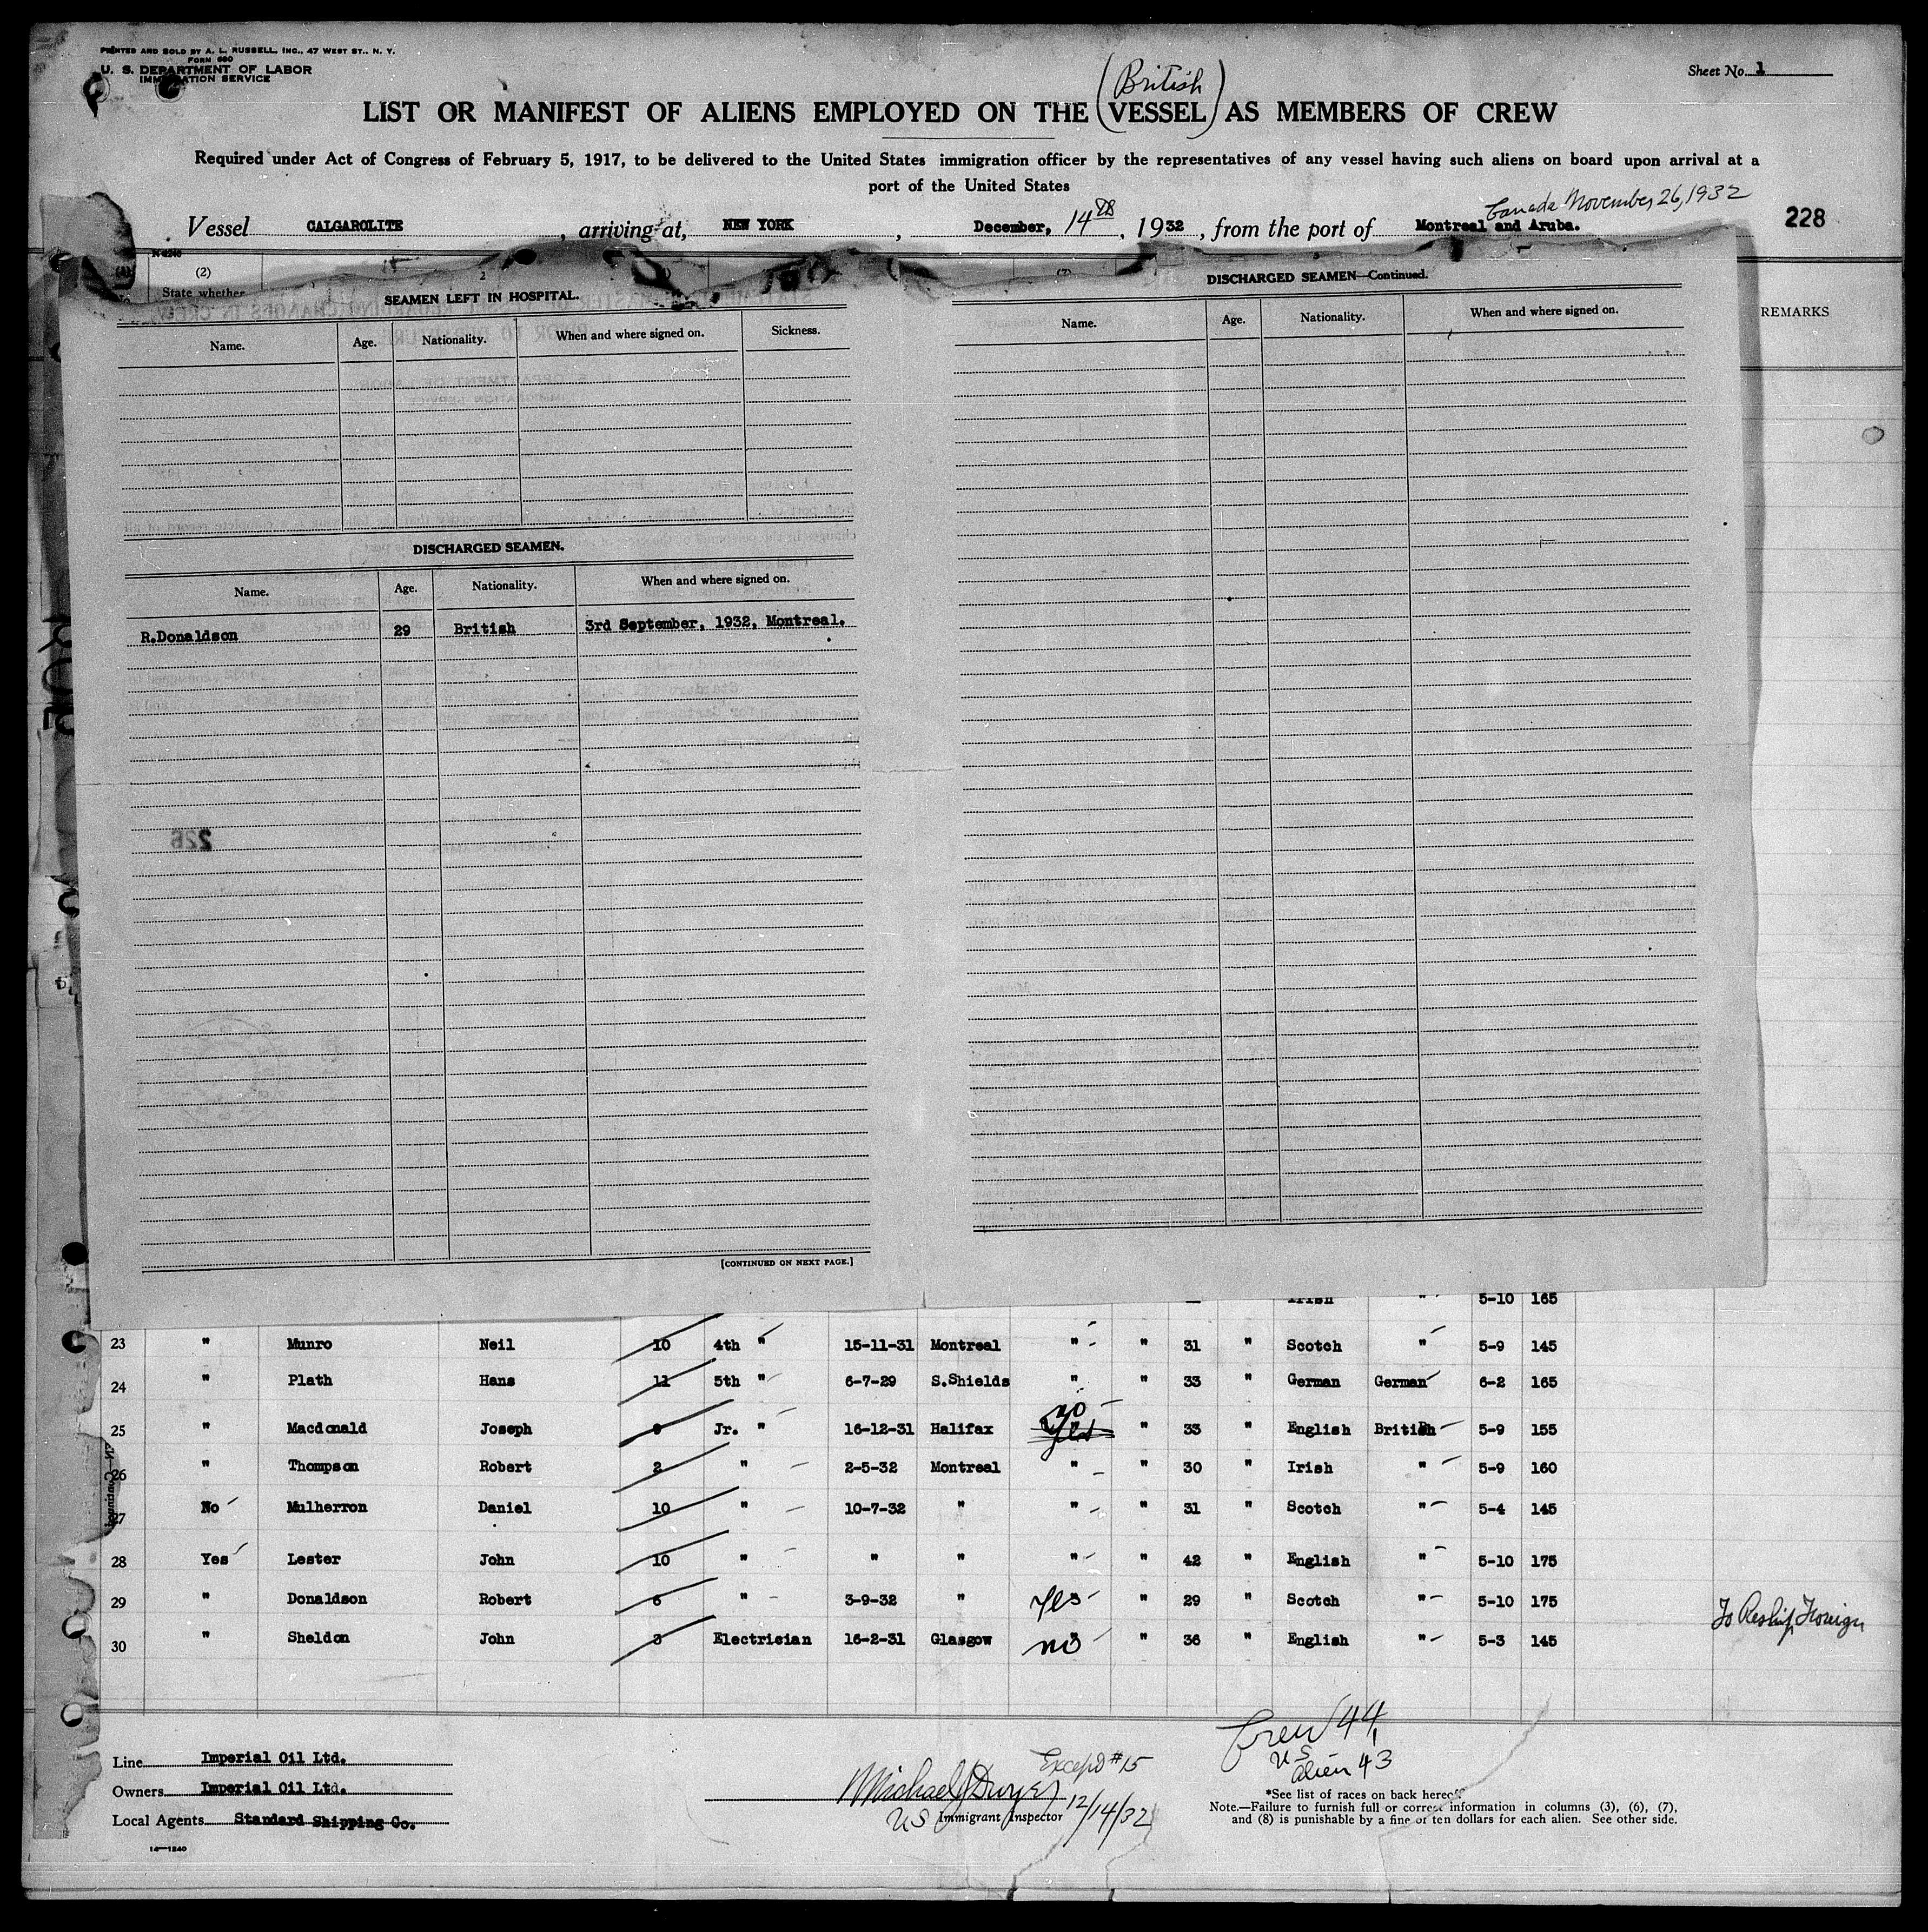 PRINTED AND SOLD BY A. L. RUSSELL, INC., 47 WEST ST., N. Y.
FORM 680
U. S. DEPARTMENT OF LABOR
IMMIGRATION SERVICE
Sheet No. 1
(British)
LIST OR MANIFEST OF ALIENS EMPLOYED ON THE VESSEL AS MEMBERS OF CREW
Required under Act of Congress of February 5, 1917, to be delivered to the United States immigration officer by the representatives of any vessel having such aliens on board upon arrival at a
port of the United States
Canada November 26, 1932
Vessel CALGAROLITE, arriving at, NEW YORK, December, 14th, 1932, from the port of Montreal and Aruba.
228
(2)
State whether
REMARKS
2
SEAMEN LEFT IN HOSPITAL.
Name. Age. Nationality. When and where signed on. Sickness.
DISCHARGED SEAMEN.
Name. Age. Nationality. When and where signed on.
R.Donaldson 29 British 3rd September, 1932, Montreal.
[CONTINUED ON NEXT PAGE.]
DISCHARGED SEAMEN—Continued.
Name. Age. Nationality. When and where signed on.
Irish " 5-10 165
23 " Munro Neil 10 4th " 15-11-31 Montreal " " 31 " Scotch " 5-9 145
24 " Plath Hans 11 5th " 6-7-29 S.Shields " " 33 " German German 6-2 165
25 " Macdonald Joseph 9 Jr. " 16-12-31 Halifax no yes " 33 " English British 5-9 155
26 " Thompson Robert 2 " 2-5-32 Montreal " " 30 " Irish " 5-9 160
27 No Mulherron Daniel 10 " 10-7-32 " " " 31 " Scotch " 5-4 145
28 Yes Lester John 10 " " " " " 42 " English " 5-10 175
29 " Donaldson Robert 6 " 3-9-32 " Yes " 29 " Scotch " 5-10 175 To Reship Foreign
30 " Sheldon John 3 Electrician 16-2-31 Glasgow no " 36 " English " 5-3 145
Line Imperial Oil Ltd.
Owners Imperial Oil Ltd.
Local Agents Standard Shipping Co.
14—1240
Except #15
Michael J Dwyer
US Immigrant Inspector 12/14/32
Crew 44
US 1
Alien 43
*See list of races on back hereof.
Note.—Failure to furnish full or correct information in columns (3), (6), (7),
and (8) is punishable by a fine of ten dollars for each alien. See other side.